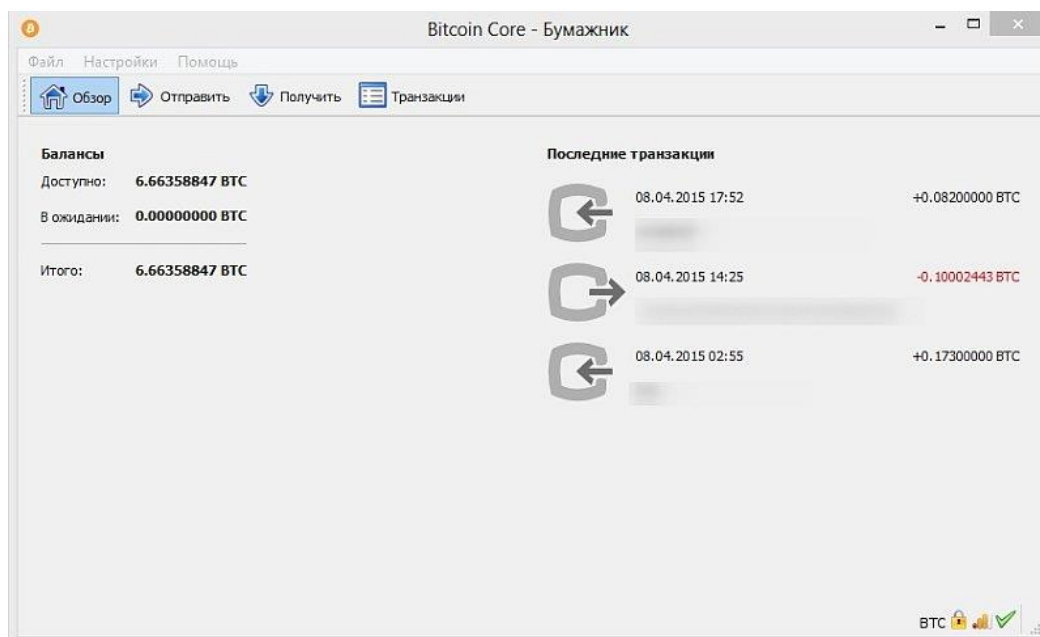 Bitcoin Core - Бумажник
Файл Настройки Помощь
Обзор Отправить Получить Транзакции
Балансы
Доступно: 6.66358847 BTC
В ожидании: 0.00000000 BTC
Итого: 6.66358847 BTC
Последние транзакции
08.04.2015 17:52 +0.08200000 BTC
08.04.2015 14:25 -0.10002443 BTC
08.04.2015 02:55 +0.17300000 BTC
BTC